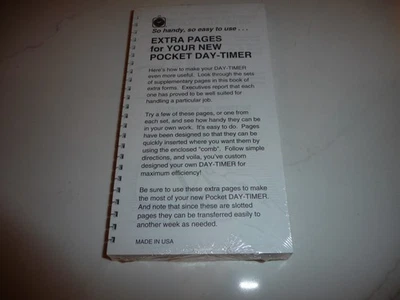 So handy, so easy to use . . .
EXTRA PAGES
for YOUR NEW
POCKET DAY-TIMER
Here's how to make your DAY-TIMER
even more useful. Look through the sets
of supplementary pages in this book of
extra forms. Executives report that each
one has proved to be well suited for
handling a particular job.
Try a few of these pages, or one from
each set, and see how handy they can be
in your own work. It's easy to do. Pages
have been designed so that they can be
quickly inserted where you want them by
using the enclosed "comb". Follow simple
directions, and voila, you've custom
designed your own DAY-TIMER for
maximum efficiency!
Be sure to use these extra pages to make
the most of your new Pocket DAY-TIMER.
And note that since these are slotted
pages they can be transferred easily to
another week as needed.
MADE IN USA